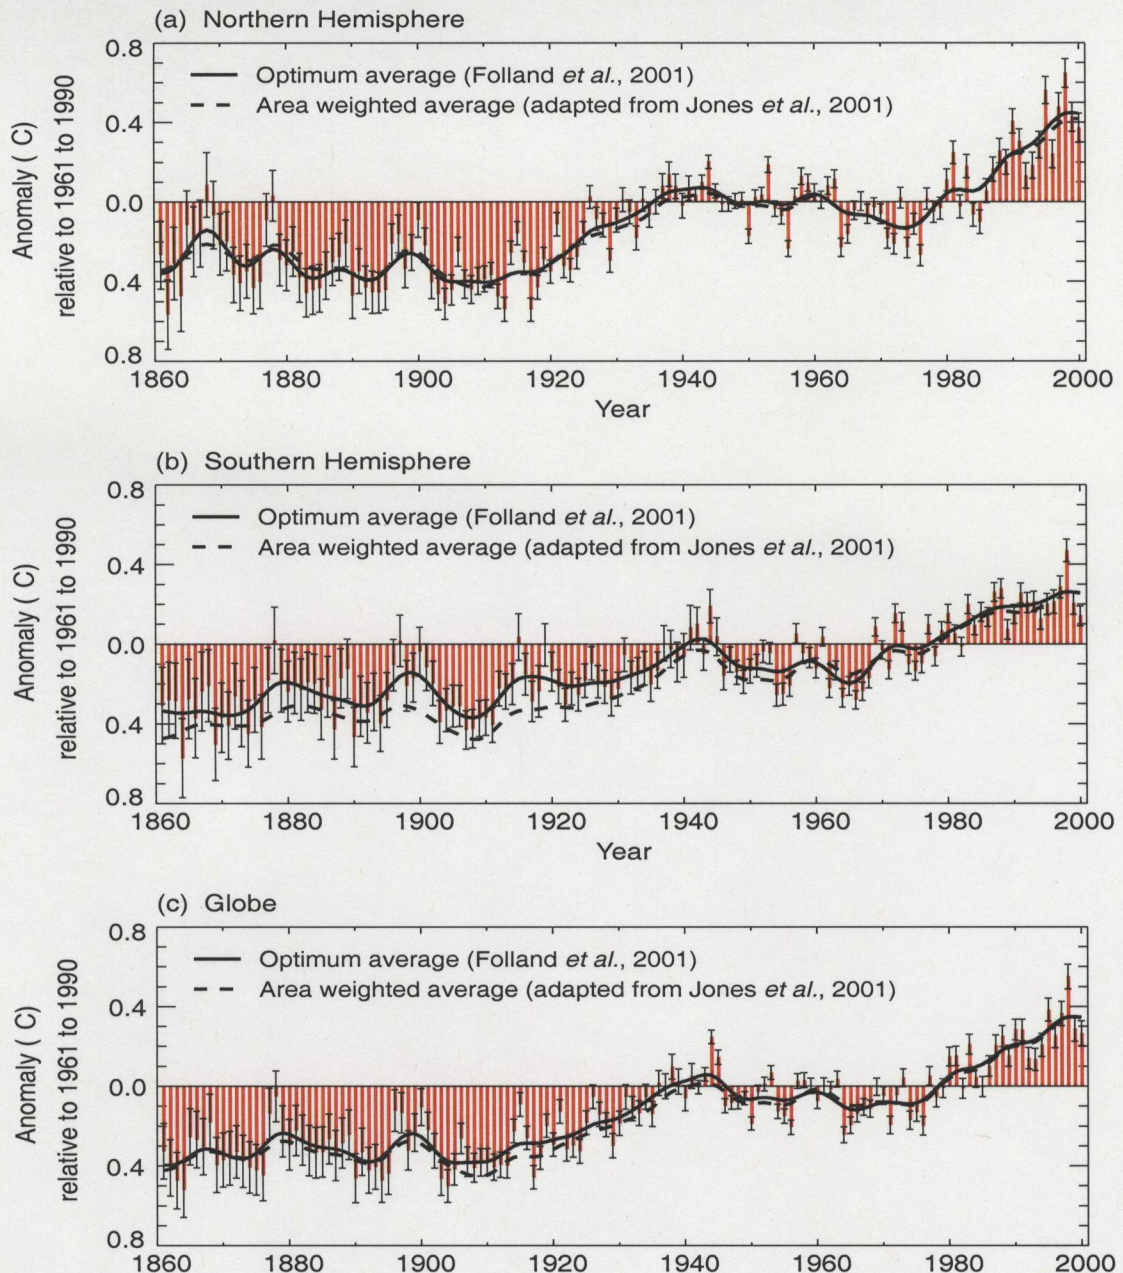 (a) Northern Hemisphere
0.8
0.4
0.0
0.4
0.8
Anomaly ( C)
relative to 1961 to 1990
Optimum average (Folland et al., 2001)
Area weighted average (adapted from Jones et al., 2001)
1860 1880 1900 1920 1940 1960 1980 2000
Year
(b) Southern Hemisphere
0.8
0.4
0.0
0.4
0.8
Anomaly ( C)
relative to 1961 to 1990
Optimum average (Folland et al., 2001)
Area weighted average (adapted from Jones et al., 2001)
1860 1880 1900 1920 1940 1960 1980 2000
Year
(c) Globe
0.8
0.4
0.0
0.4
0.8
Anomaly ( C)
relative to 1961 to 1990
Optimum average (Folland et al., 2001)
Area weighted average (adapted from Jones et al., 2001)
1860 1880 1900 1920 1940 1960 1980 2000